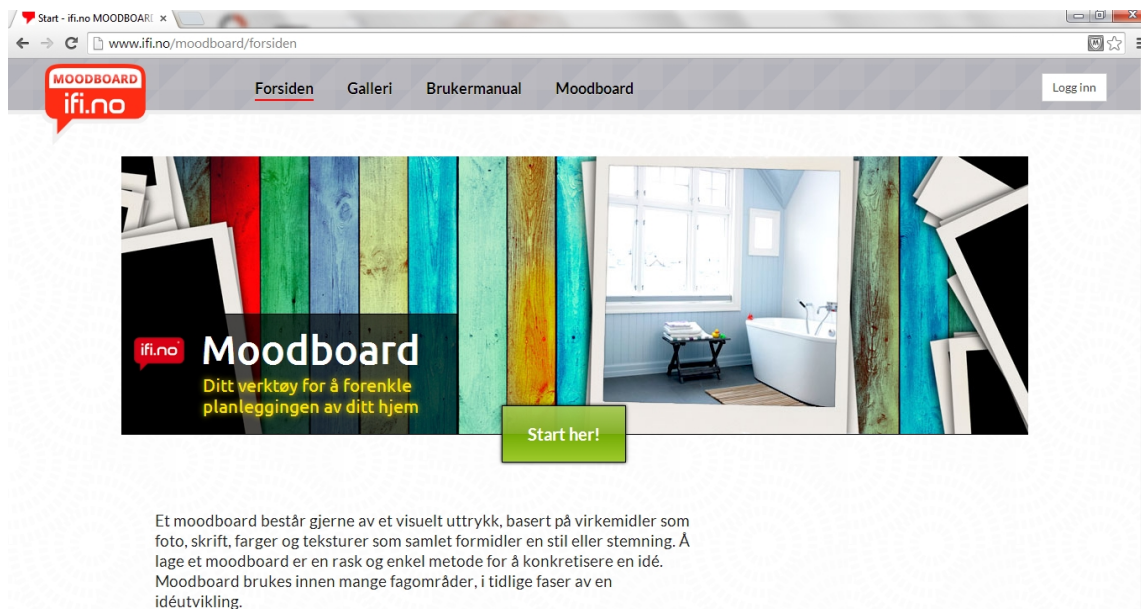 Start - ifi.no MOODBOARD
www.ifi.no/moodboard/forsiden
MOODBOARD
ifi.no
Forsiden Galleri Brukermanual Moodboard Logg inn
ifi.no
Moodboard
Ditt verktøy for å forenkle
planleggingen av ditt hjem
Start her!
Et moodboard består gjerne av et visuelt uttrykk, basert på virkemidler som
foto, skrift, farger og teksturer som samlet formidler en stil eller stemning. Å
lage et moodboard er en rask og enkel metode for å konkretisere en idé.
Moodboard brukes innen mange fagområder, i tidlige faser av en
idéutvikling.